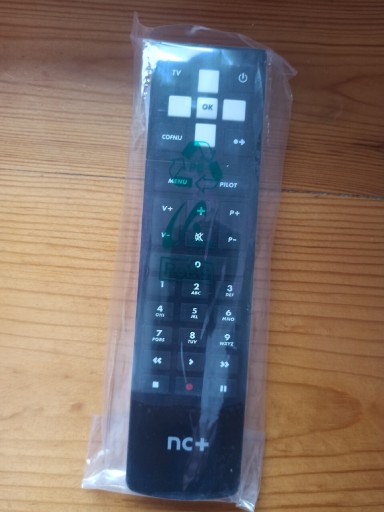 TV
OK
COFNIJ
MENU PILOT
V+ + P+
V- P-
0
1 2 3
ABC DEF
4 5 6
GHI JKL MNO
7 8 9
PQRS TUV WXYZ
nc+